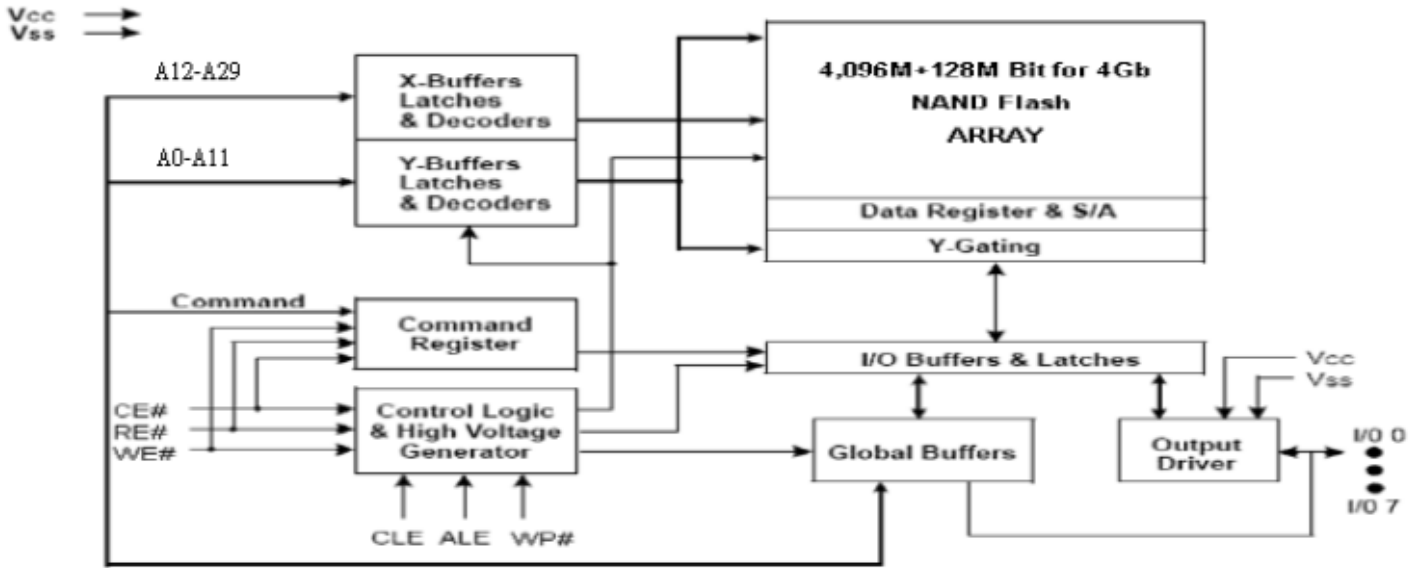 Vcc
Vss
A12-A29
X-Buffers
Latches
& Decoders
A0-A11
Y-Buffers
Latches
& Decoders
4,096M+128M Bit for 4Gb
NAND Flash
ARRAY
Data Register & S/A
Y-Gating
Command
Command
Register
I/O Buffers & Latches
Vcc
Vss
CE#
RE#
WE#
Control Logic
& High Voltage
Generator
Global Buffers
Output
Driver
I/0 0
I/0 7
CLE ALE WP#